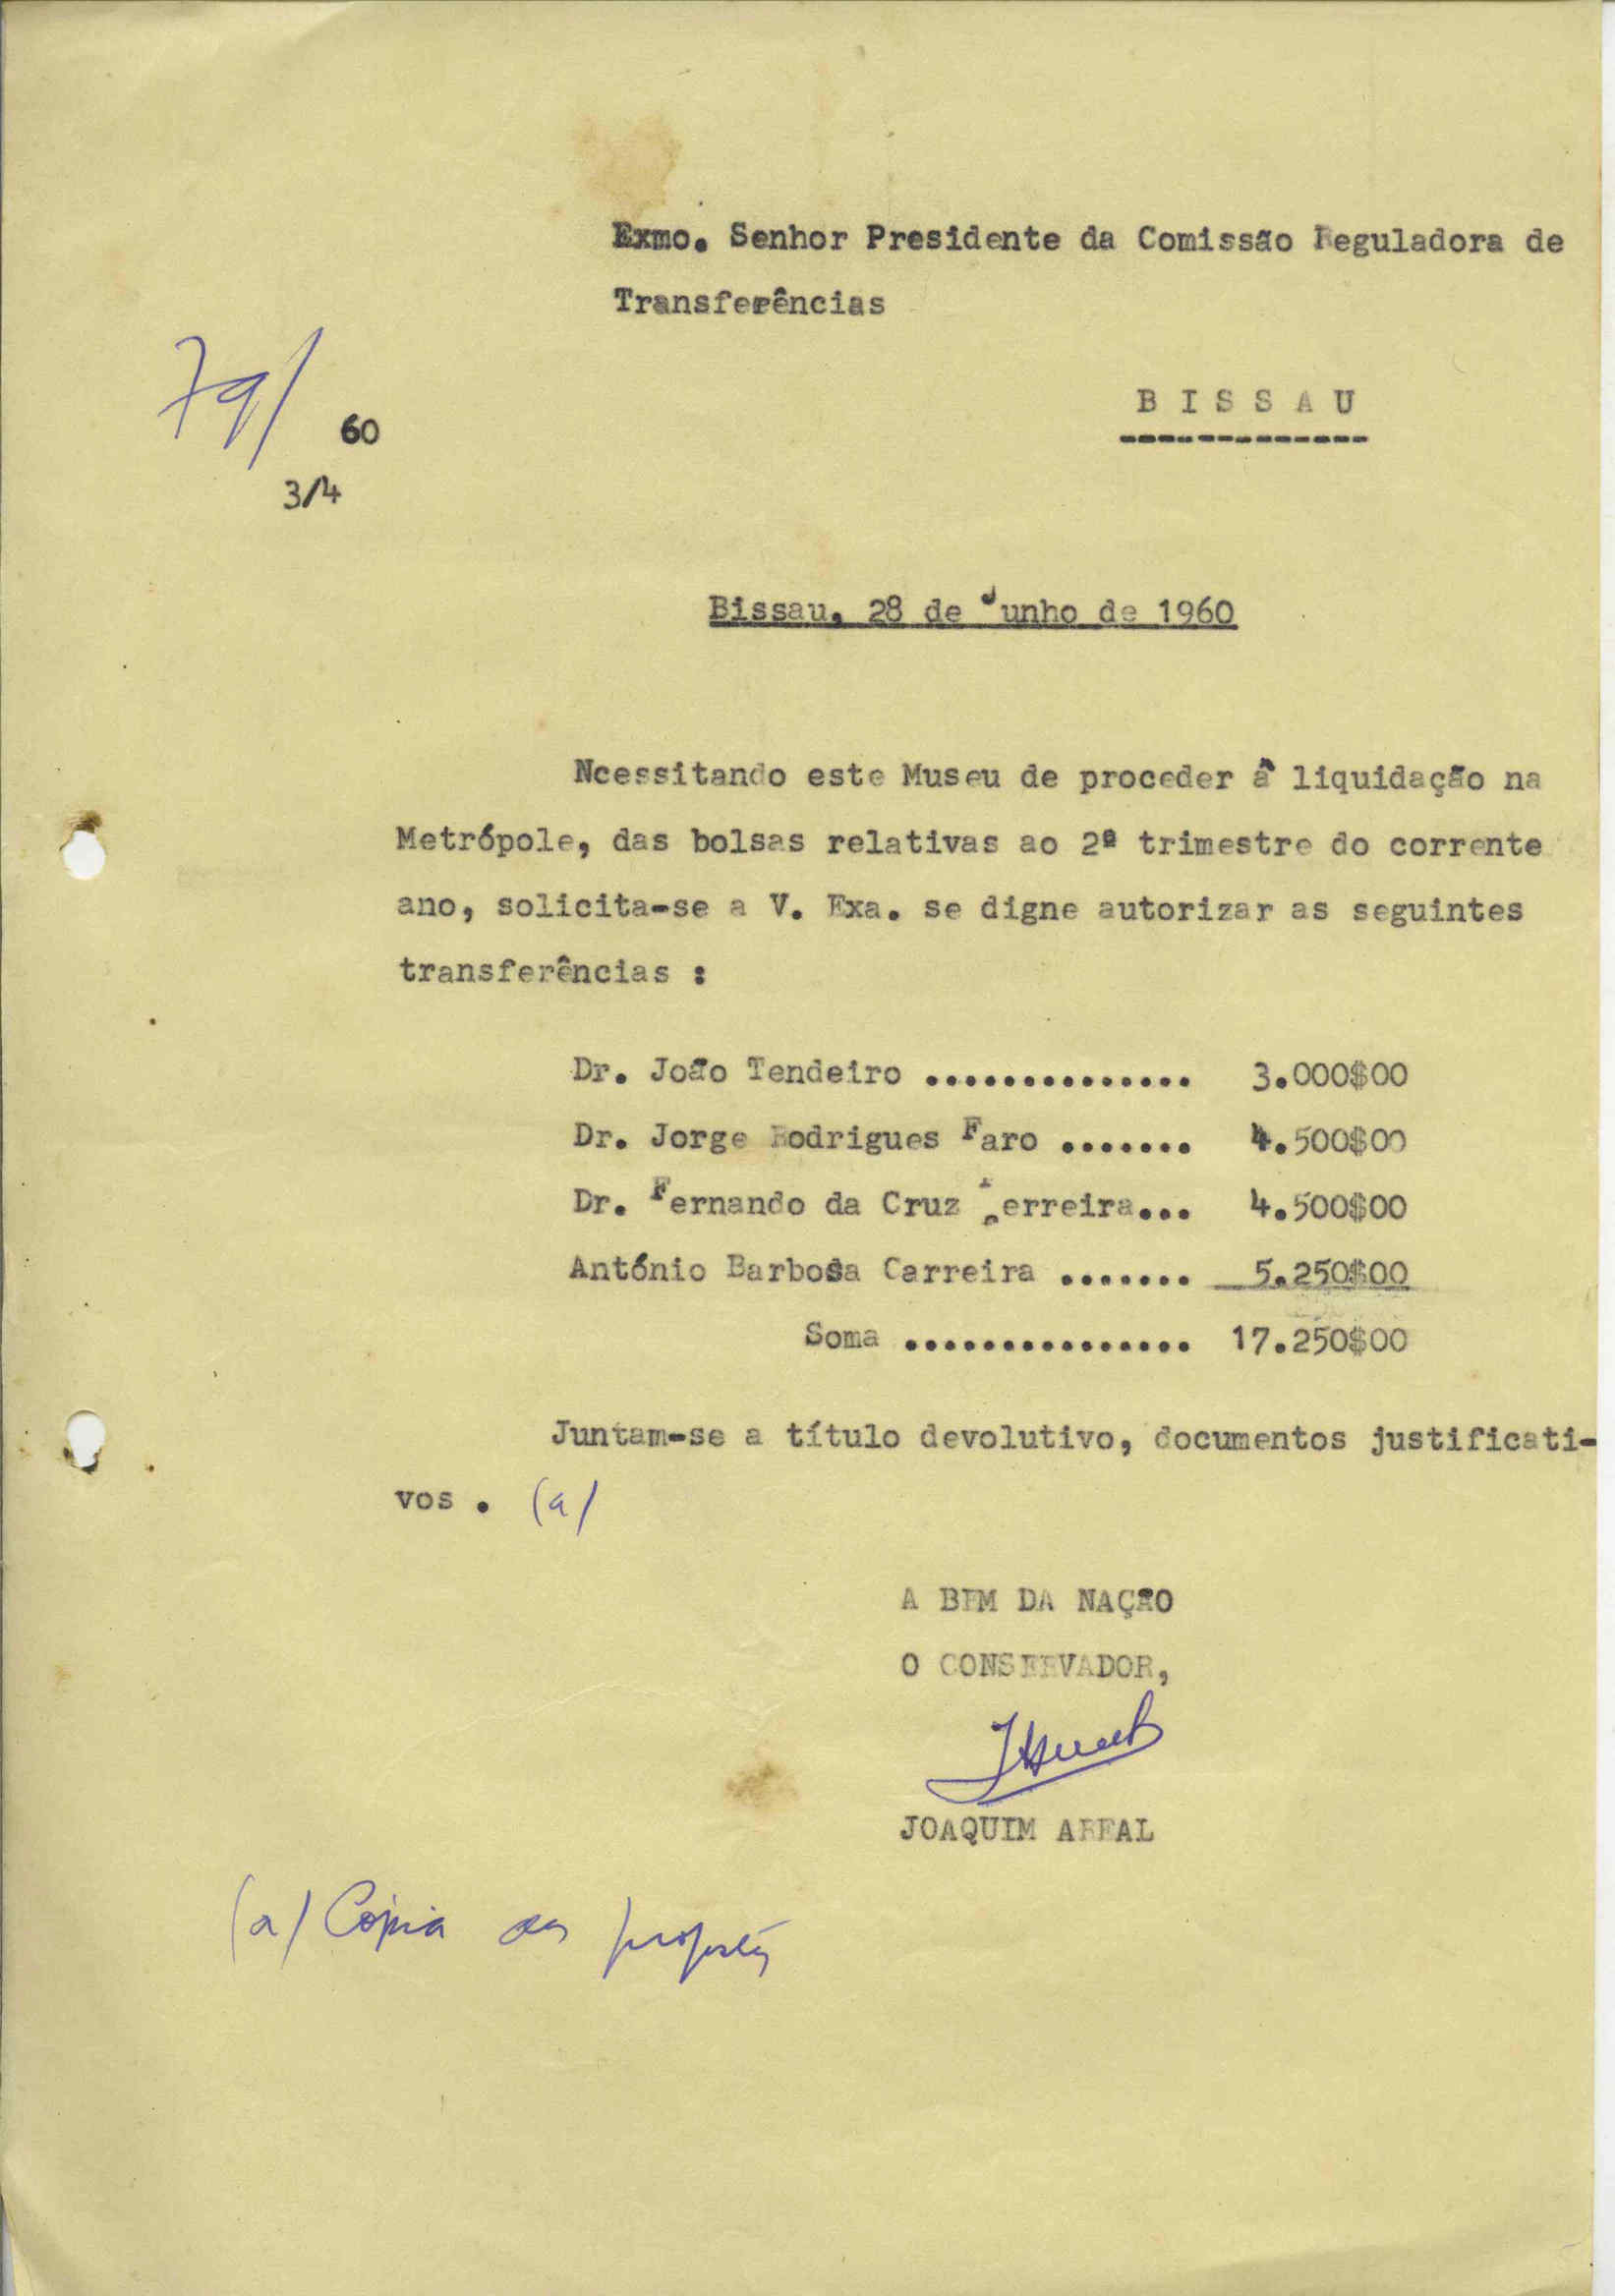 Exmo. Senhor Presidente da Comissão Reguladora de
Transferências
B I S S A U
79/ 60
3/4
Bissau, 28 de Junho de 1960
Ncessitando este Museu de proceder â liquidação na
Metrópole, das bolsas relativas ao 2º trimestre do corrente
ano, solicita-se a V. Exa. se digne autorizar as seguintes
transferências :
Dr. João Tendeiro .............. 3.000$00
Dr. Jorge Rodrigues Faro ....... 4.500$00
Dr. Fernando da Cruz Ferreira... 4.500$00
António Barbosa Carreira ....... 5.250$00
Soma ............... 17.250$00
Juntam-se a título devolutivo, documentos justificati-
vos . (a)
A BEM DA NAÇÃO
O CONSERVADOR,
JOAQUIM AREAL
(a) Cópia das